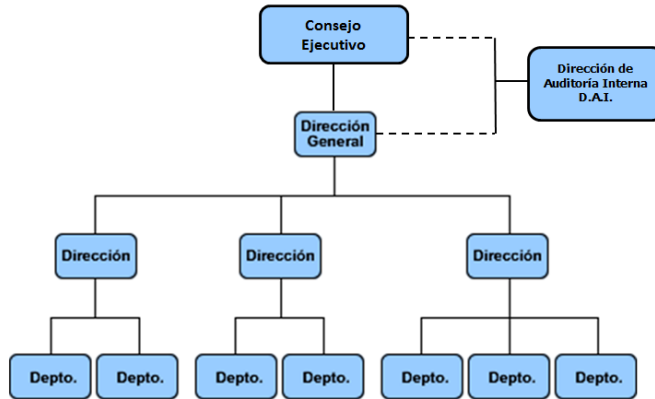 Consejo
Ejecutivo
Dirección de
Auditoría Interna
D.A.I.
Dirección
General
Dirección
Dirección
Dirección
Depto.
Depto.
Depto.
Depto.
Depto.
Depto.
Depto.